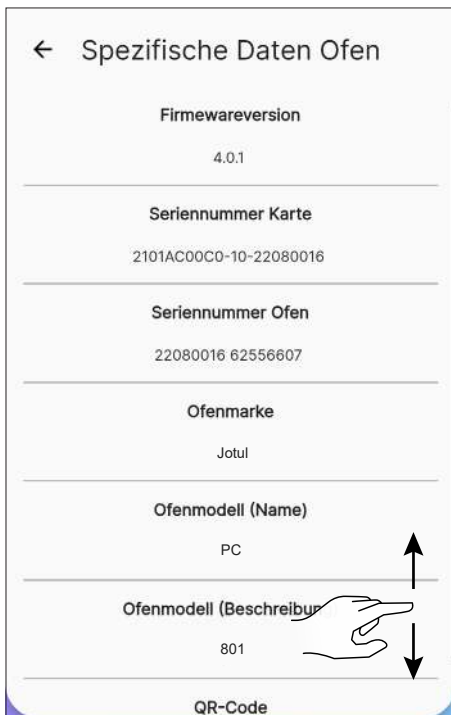 Spezifische Daten Ofen
Firmewareversion
4.0.1
Seriennummer Karte
2101AC00C0-10-22080016
Seriennummer Ofen
22080016 62556607
Ofenmarke
Jotul
Ofenmodell (Name)
PC
Ofenmodell (Beschreibu
801
QR-Code